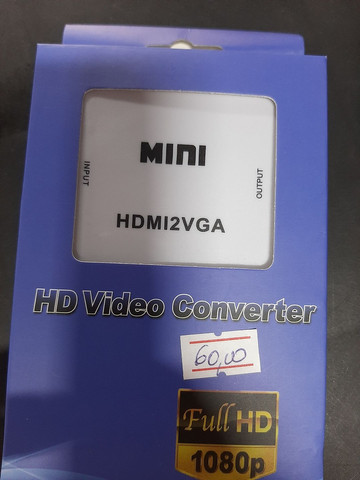 MINI
INPUT
OUTPUT
HDMI2VGA
HD Video Converter
60,00
Full HD
1080p